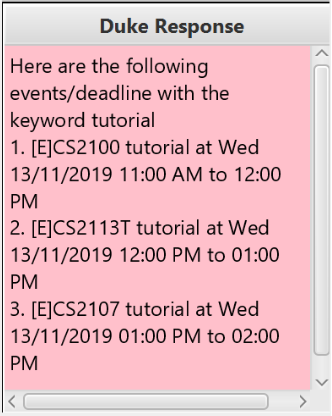 Duke Response
Here are the following
events/deadline with the
keyword tutorial
1. [E]CS2100 tutorial at Wed
13/11/2019 11:00 AM to 12:00
PM
2. [E]CS2113T tutorial at Wed
13/11/2019 12:00 PM to 01:00
PM
3. [E]CS2107 tutorial at Wed
13/11/2019 01:00 PM to 02:00
PM